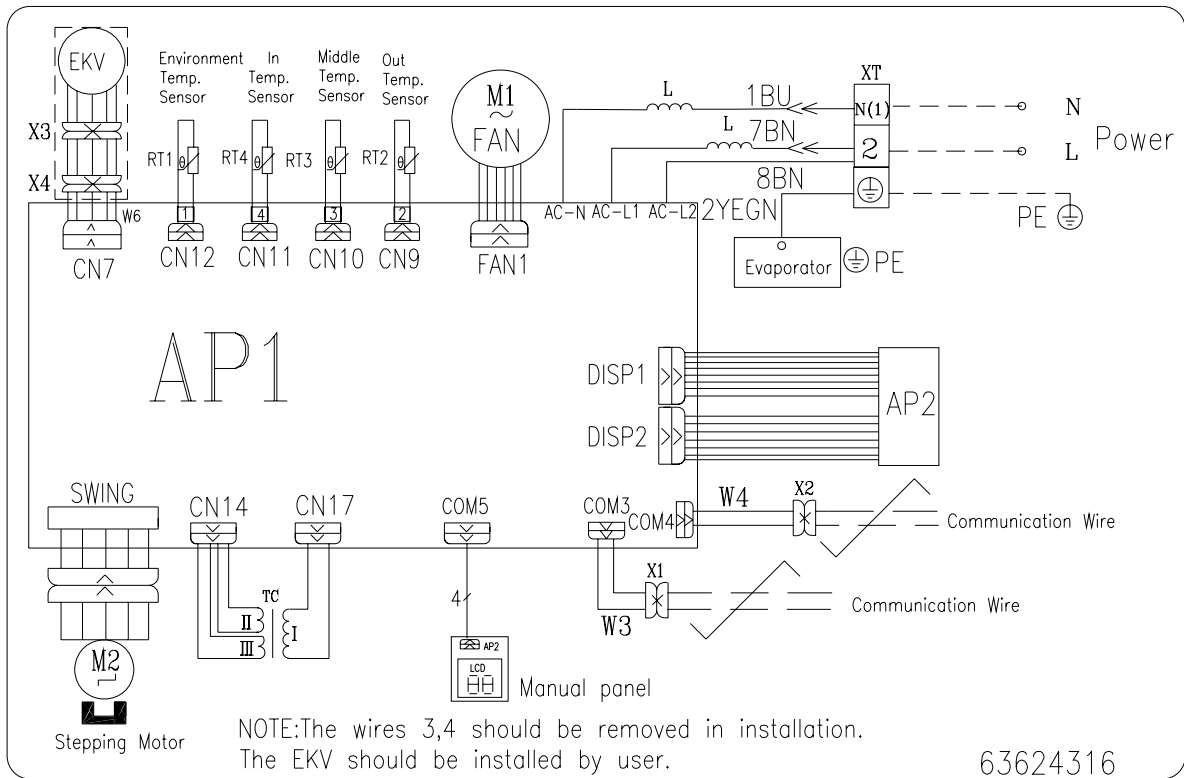 EKV
X3
X4
W6
CN7
Environment
Temp.
Sensor
RT1
θ
1
CN12
In
Temp.
Sensor
RT4
θ
4
CN11
Middle
Temp.
Sensor
RT3
θ
3
CN10
Out
Temp.
Sensor
RT2
θ
2
CN9
M1
~
FAN
FAN1
L
1BU
L
7BN
8BN
2YEGN
AC-N AC-L1 AC-L2
XT
N(1)
2
N
L
Power
PE
Evaporator
PE
AP1
DISP1
DISP2
AP2
SWING
M2
Stepping Motor
CN14
CN17
TC
II
III
I
COM5
4
AP2
LCD
88
Manual panel
COM3
COM4
W4
X2
Communication Wire
X1
W3
Communication Wire
NOTE:The wires 3,4 should be removed in installation.
The EKV should be installed by user.
63624316